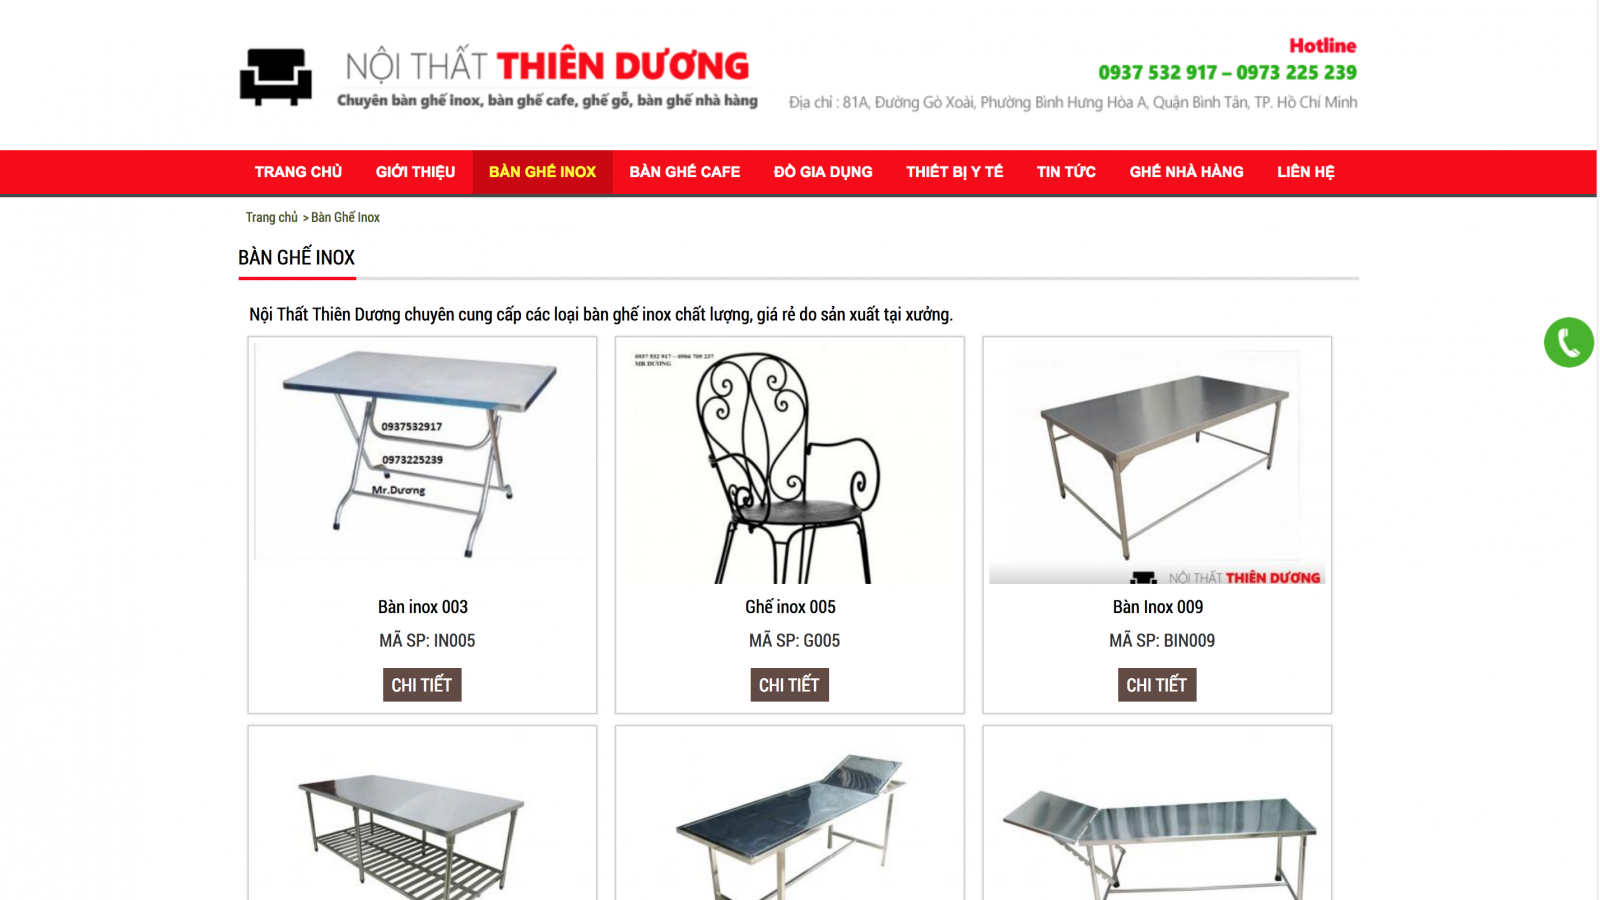 NỘI THẤT THIÊN DƯƠNG
Chuyên bàn ghế inox, bàn ghế cafe, ghế gỗ, bàn ghế nhà hàng
Hotline
0937 532 917 – 0973 225 239
Địa chỉ : 81A, Đường Gò Xoài, Phường Bình Hưng Hòa A, Quận Bình Tân, TP. Hồ Chí Minh
TRANG CHỦ GIỚI THIỆU BÀN GHẾ INOX BÀN GHẾ CAFE ĐỒ GIA DỤNG THIẾT BỊ Y TẾ TIN TỨC GHẾ NHÀ HÀNG LIÊN HỆ
Trang chủ > Bàn Ghế Inox
BÀN GHẾ INOX
Nội Thất Thiên Dương chuyên cung cấp các loại bàn ghế inox chất lượng, giá rẻ do sản xuất tại xưởng.
0937532917
0973225239
Mr.Dương
0937 532 917 – 0966 709 237
MR DƯƠNG
NỘI THẤT THIÊN DƯƠNG
Bàn inox 003
MÃ SP: IN005
CHI TIẾT
Ghế inox 005
MÃ SP: G005
CHI TIẾT
Bàn Inox 009
MÃ SP: BIN009
CHI TIẾT